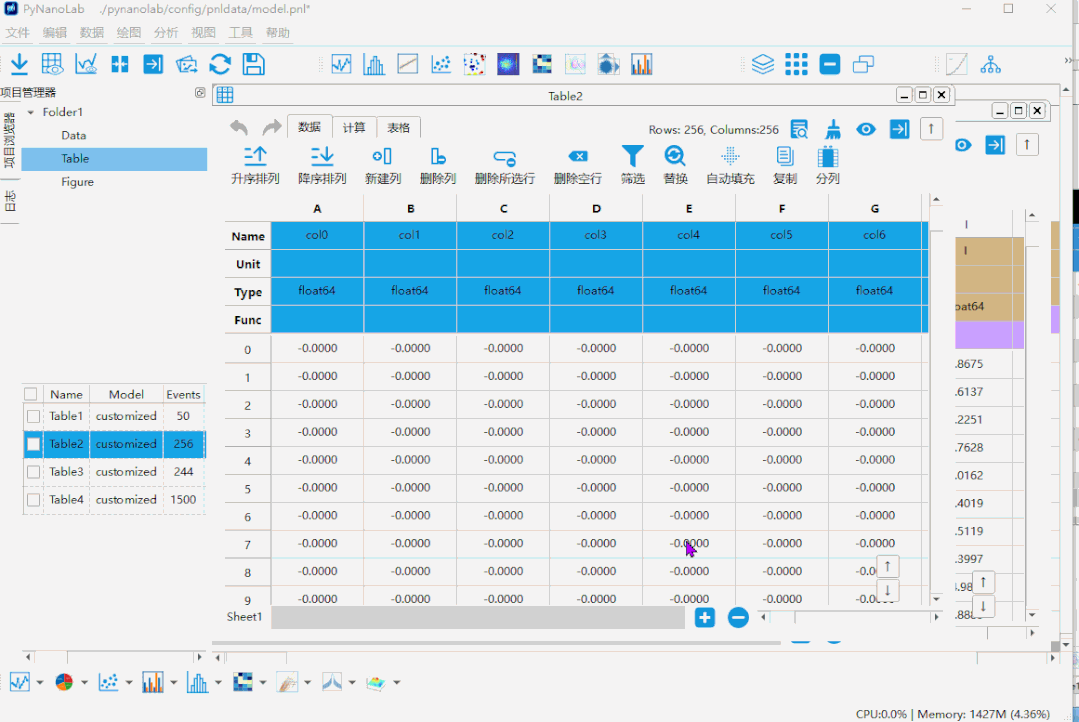 PyNanoLab ./pynanolab/config/pnldata/model.pnl*
文件 编辑 数据 绘图 分析 视图 工具 帮助
项目管理器
项目浏览器
日志
Folder1
Data
Table
Figure
Name Model Events
Table1 customized 50
Table2 customized 256
Table3 customized 244
Table4 customized 1500
Table2
数据 计算 表格
Rows: 256, Columns:256
升序排列 降序排列 新建列 删除列 删除所选行 删除空行 筛选 替换 自动填充 复制 分列
A B C D E F G
Name col0 col1 col2 col3 col4 col5 col6
Unit
Type float64 float64 float64 float64 float64 float64 float64
Func
0 -0.0000 -0.0000 -0.0000 -0.0000 -0.0000 -0.0000 -0.0000
1 -0.0000 -0.0000 -0.0000 -0.0000 -0.0000 -0.0000 -0.0000
2 -0.0000 -0.0000 -0.0000 -0.0000 -0.0000 -0.0000 -0.0000
3 -0.0000 -0.0000 -0.0000 -0.0000 -0.0000 -0.0000 -0.0000
4 -0.0000 -0.0000 -0.0000 -0.0000 -0.0000 -0.0000 -0.0000
5 -0.0000 -0.0000 -0.0000 -0.0000 -0.0000 -0.0000 -0.0000
6 -0.0000 -0.0000 -0.0000 -0.0000 -0.0000 -0.0000 -0.0000
7 -0.0000 -0.0000 -0.0000 -0.0000 -0.0000 -0.0000 -0.0000
8 -0.0000 -0.0000 -0.0000 -0.0000 -0.0000 -0.0000
9 -0.0000 -0.0000 -0.0000 -0.0000 -0.0000 -0.0000
Sheet1
I
I
oat64
.8675
.6137
.2251
.7628
.0162
.4019
.5119
.3997
CPU:0.0% | Memory: 1427M (4.36%)